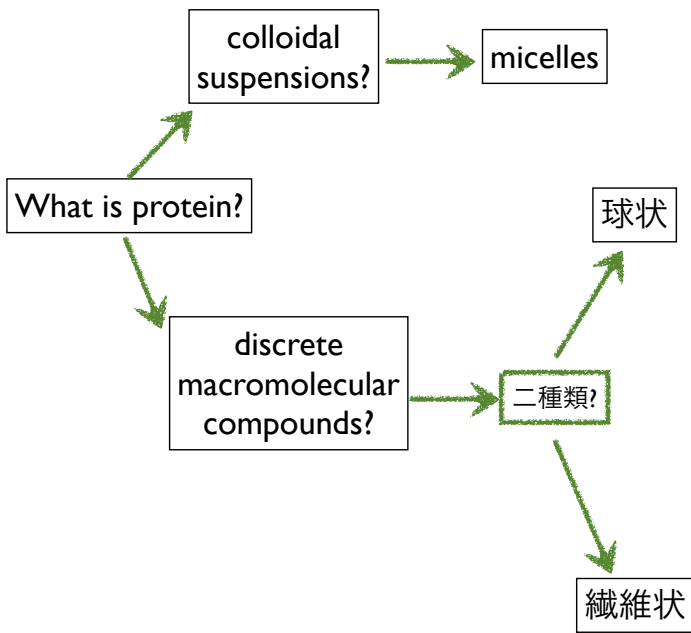 colloidal
suspensions?
micelles
What is protein?
球状
discrete
macromolecular
compounds?
二種類?
繊維状